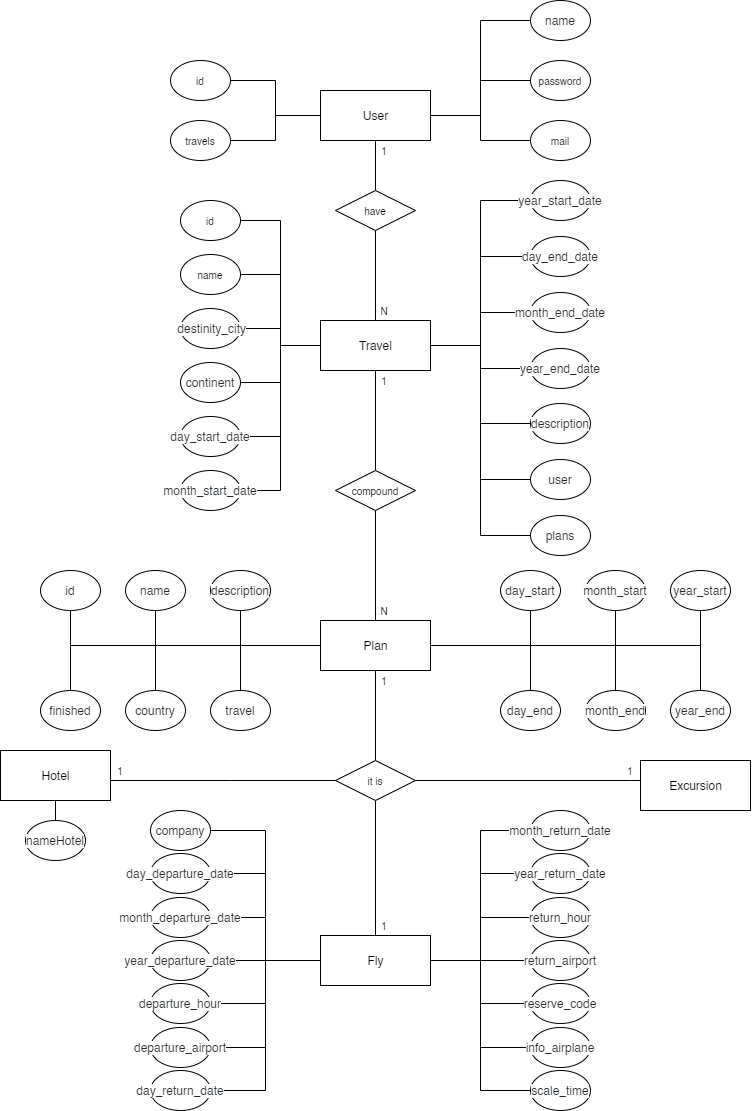 name
id
password
User
travels
mail
1
year_start_date
have
id
day_end_date
name
month_end_date
N
destinity_city
Travel
year_end_date
1
continent
description
day_start_date
user
month_start_date
compound
plans
id
name
description
day_start
month_start
year_start
N
Plan
1
finished
country
travel
day_end
month_end
year_end
Hotel
1
it is
1
Excursion
nameHotel
company
month_return_date
day_departure_date
year_return_date
month_departure_date
return_hour
1
year_departure_date
Fly
return_airport
departure_hour
reserve_code
departure_airport
info_airplane
day_return_date
scale_time